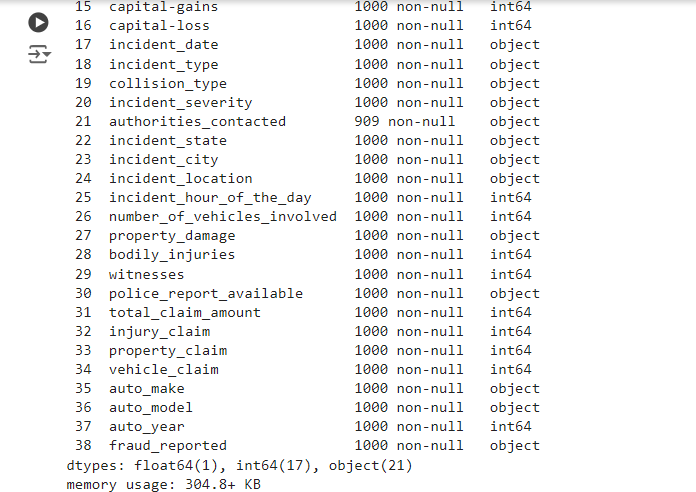 15 capital-gains 1000 non-null int64
16 capital-loss 1000 non-null int64
17 incident_date 1000 non-null object
18 incident_type 1000 non-null object
19 collision_type 1000 non-null object
20 incident_severity 1000 non-null object
21 authorities_contacted 909 non-null object
22 incident_state 1000 non-null object
23 incident_city 1000 non-null object
24 incident_location 1000 non-null object
25 incident_hour_of_the_day 1000 non-null int64
26 number_of_vehicles_involved 1000 non-null int64
27 property_damage 1000 non-null object
28 bodily_injuries 1000 non-null int64
29 witnesses 1000 non-null int64
30 police_report_available 1000 non-null object
31 total_claim_amount 1000 non-null int64
32 injury_claim 1000 non-null int64
33 property_claim 1000 non-null int64
34 vehicle_claim 1000 non-null int64
35 auto_make 1000 non-null object
36 auto_model 1000 non-null object
37 auto_year 1000 non-null int64
38 fraud_reported 1000 non-null object
dtypes: float64(1), int64(17), object(21)
memory usage: 304.8+ KB